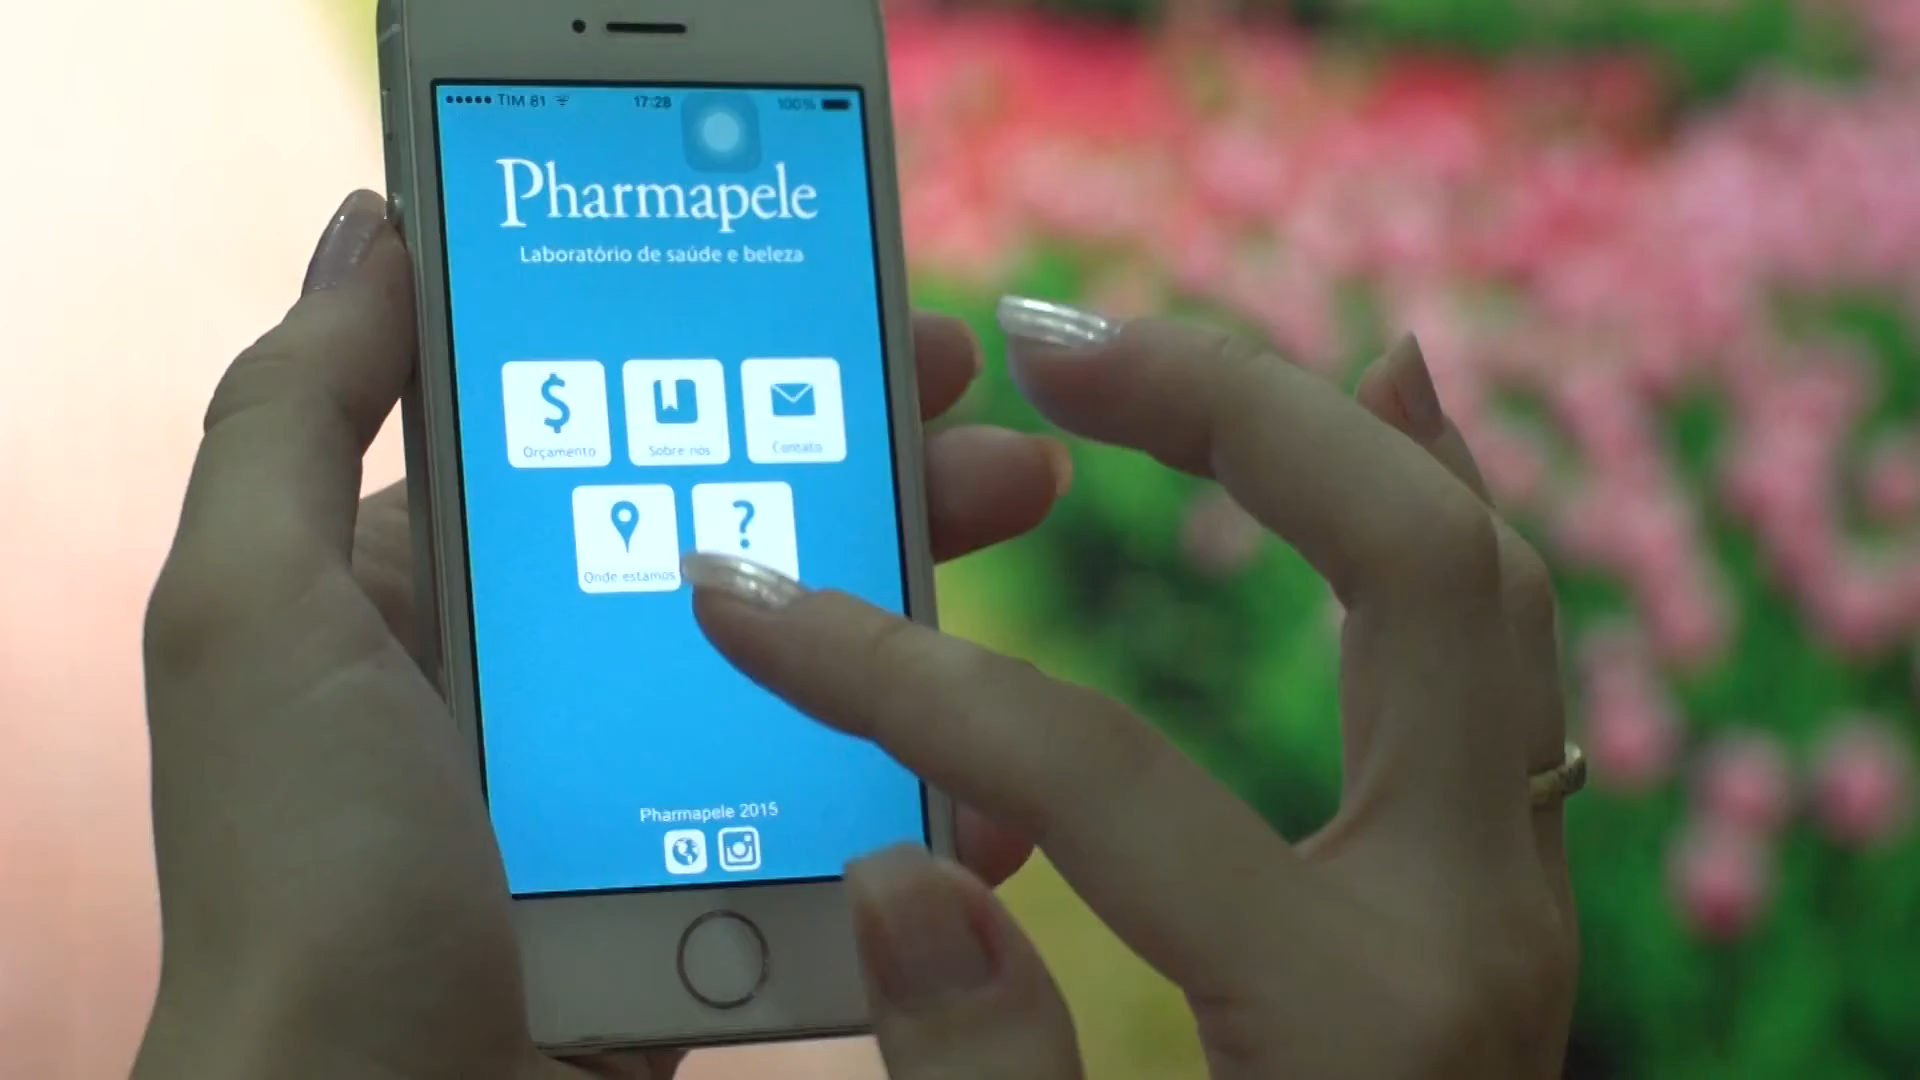 TIM 81 17:28 100%
Pharmapele
Laboratório de saúde e beleza
$
Orçamento Sobre nós Contato
?
Onde estamos
Pharmapele 2015